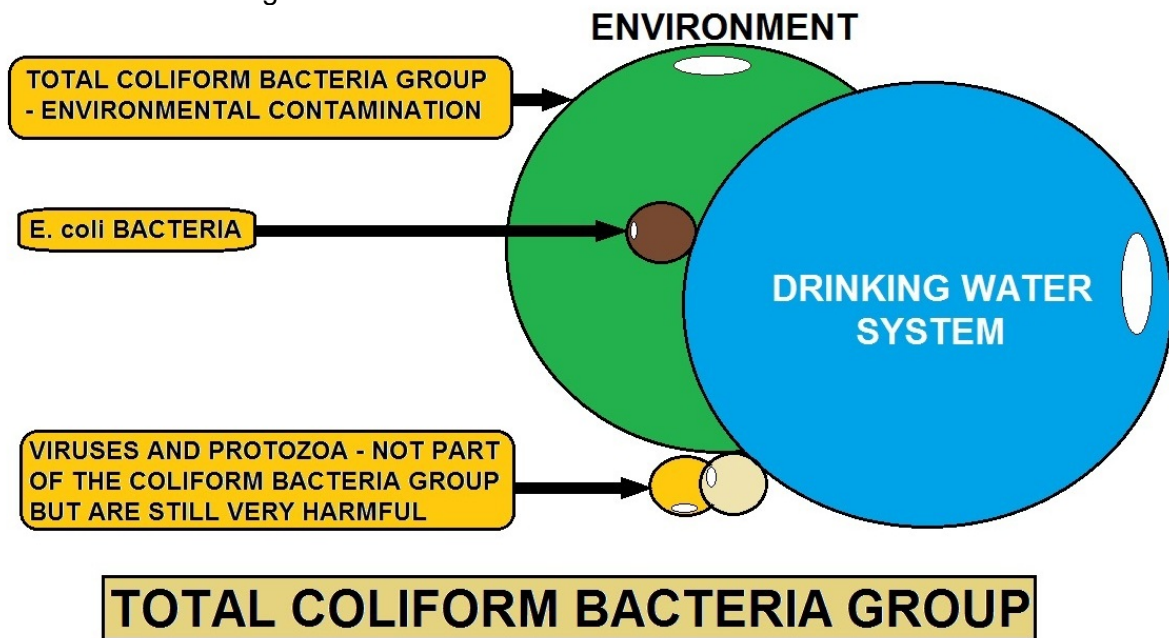 ENVIRONMENT
TOTAL COLIFORM BACTERIA GROUP
- ENVIRONMENTAL CONTAMINATION
E. coli BACTERIA
DRINKING WATER
SYSTEM
VIRUSES AND PROTOZOA - NOT PART
OF THE COLIFORM BACTERIA GROUP
BUT ARE STILL VERY HARMFUL
TOTAL COLIFORM BACTERIA GROUP